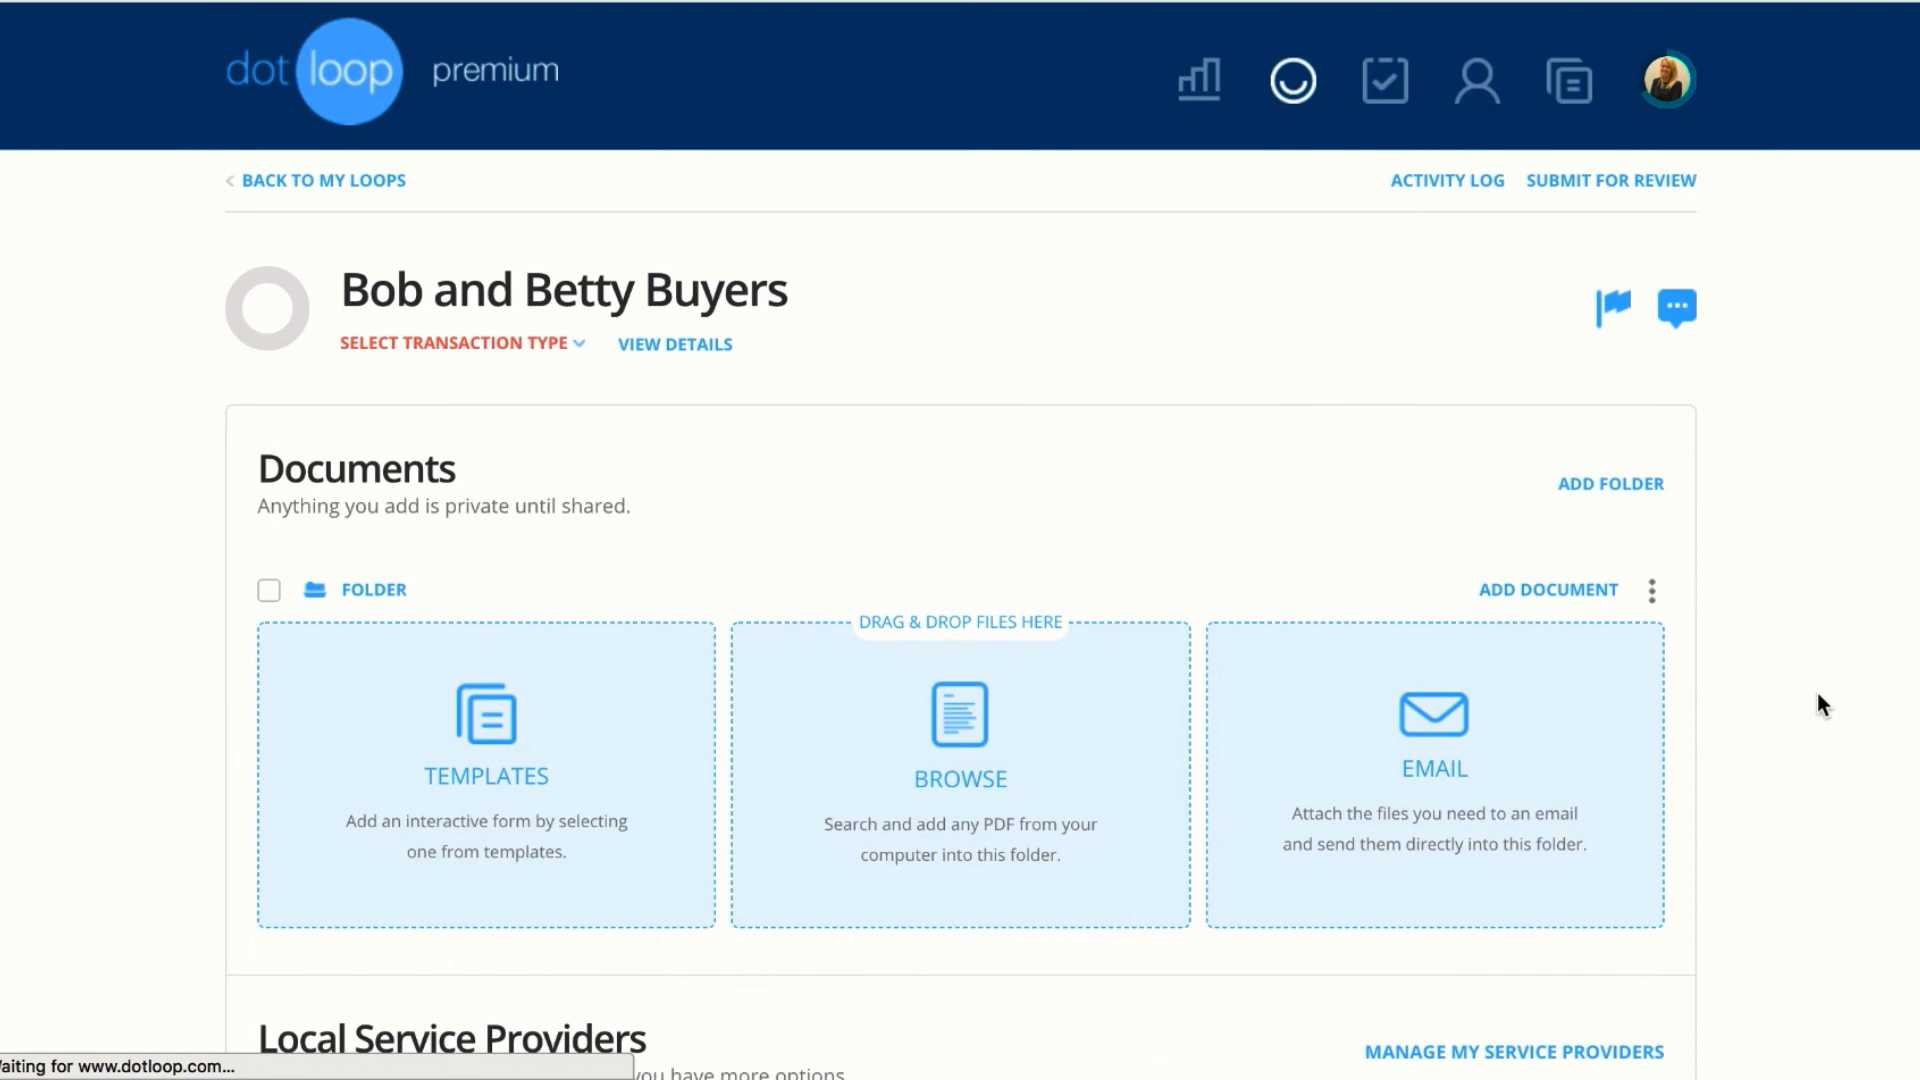 dotloop premium
BACK TO MY LOOPS
ACTIVITY LOG SUBMIT FOR REVIEW
Bob and Betty Buyers
SELECT TRANSACTION TYPE VIEW DETAILS
Documents
Anything you add is private until shared.
ADD FOLDER
FOLDER
ADD DOCUMENT
DRAG & DROP FILES HERE
TEMPLATES
Add an interactive form by selecting
one from templates.
BROWSE
Search and add any PDF from your
computer into this folder.
EMAIL
Attach the files you need to an email
and send them directly into this folder.
Local Service Providers
MANAGE MY SERVICE PROVIDERS
you have more options
aiting for www.dotloop.com...